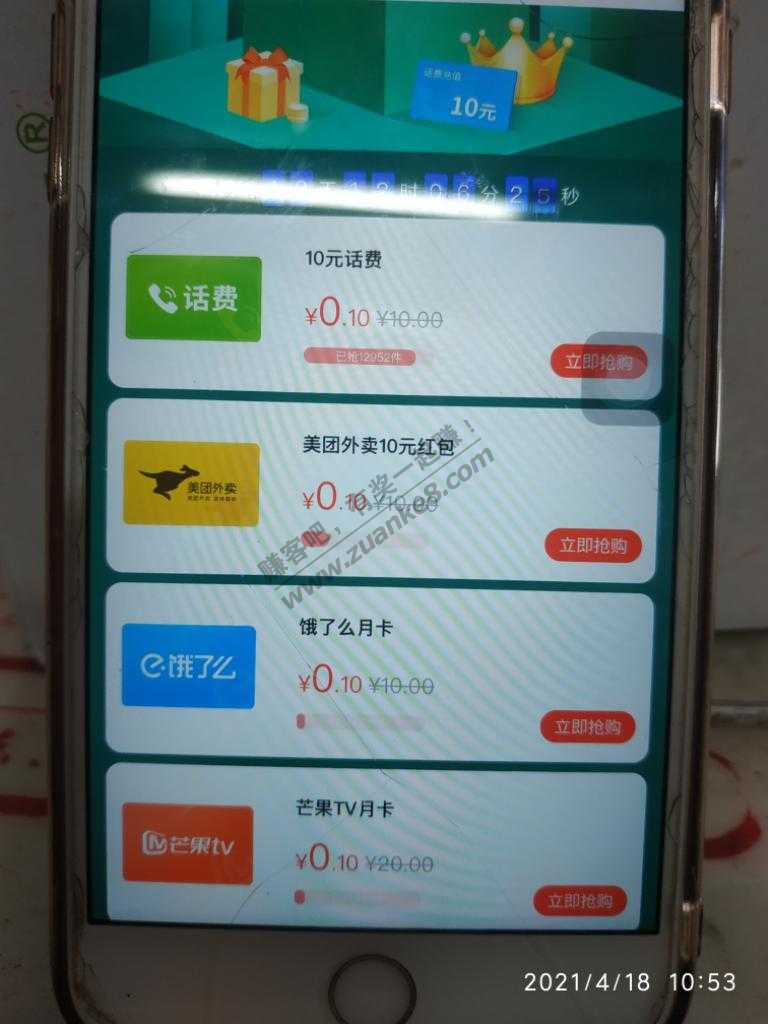 话费充值
10元
时06分25秒
话费
10元话费
¥0.10 ¥10.00
已抢12952件
立即抢购
美团外卖
美团外卖10元红包
¥0.10 ¥10.00
立即抢购
赚客吧,有奖一起赚!
www.zuanke8.com
饿了么
饿了么月卡
¥0.10 ¥10.00
立即抢购
芒果tv
芒果TV月卡
¥0.10 ¥20.00
立即抢购
2021/4/18 10:53
®